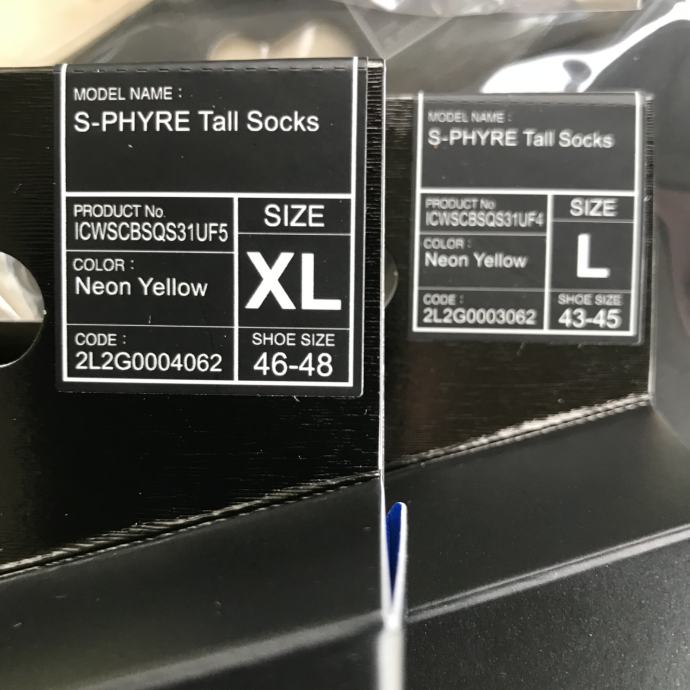 MODEL NAME :
S-PHYRE Tall Socks
PRODUCT No.
ICWSCBSQS31UF5
SIZE
XL
COLOR :
Neon Yellow
CODE :
2L2G0004062
SHOE SIZE
46-48
MODEL NAME :
S-PHYRE Tall Socks
PRODUCT No
ICWSCBSQS31UF4
SIZE
L
COLOR :
Neon Yellow
CODE :
2L2G0003062
SHOE SIZE
43-45